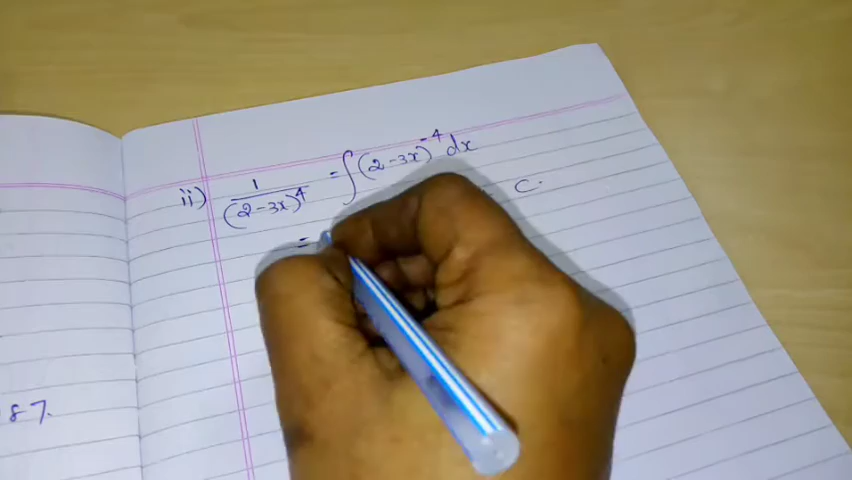 ii) 1/(2-3x)^4 = ∫(2-3x)^-4 dx
= c.
87.